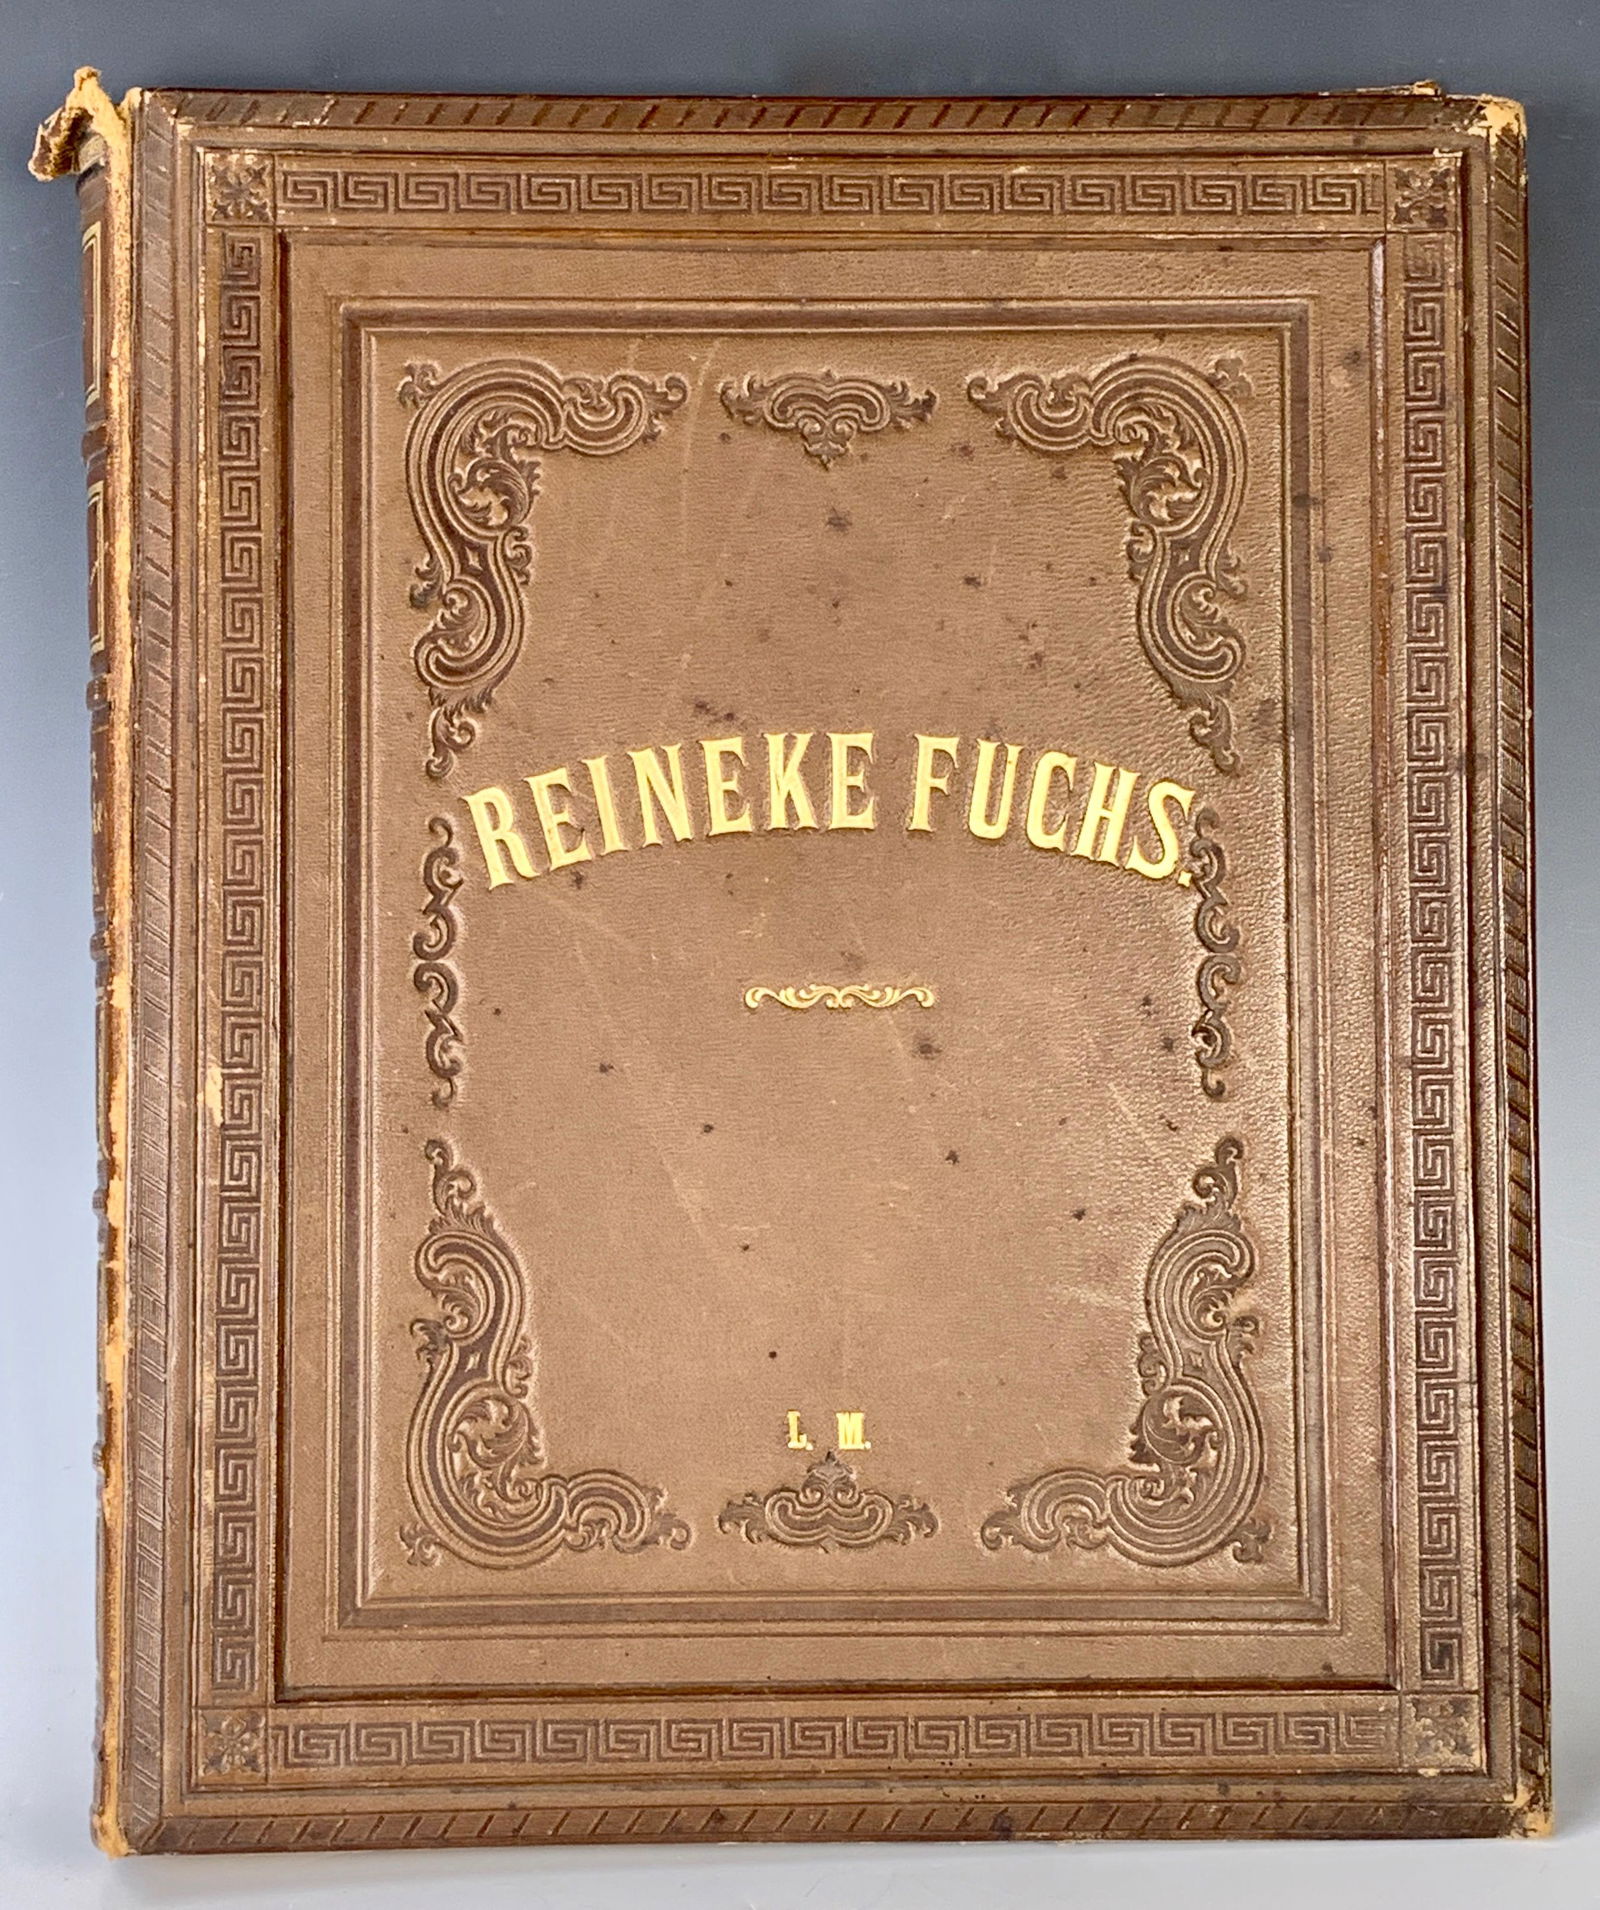 REINEKE FUCHS.
L. M.